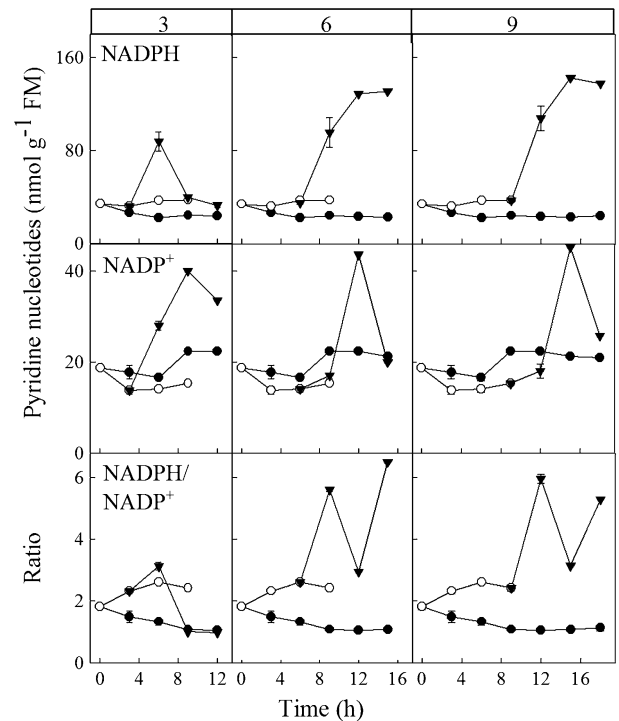 3 6 9
NADPH
160
80
0
NADP⁺
40
20
0
NADPH/
NADP⁺
6
4
2
0
0 4 8 12 0 4 8 12 16 0 4 8 12 16
Time (h)
Pyridine nucleotides (nmol g⁻¹ FM)
Ratio